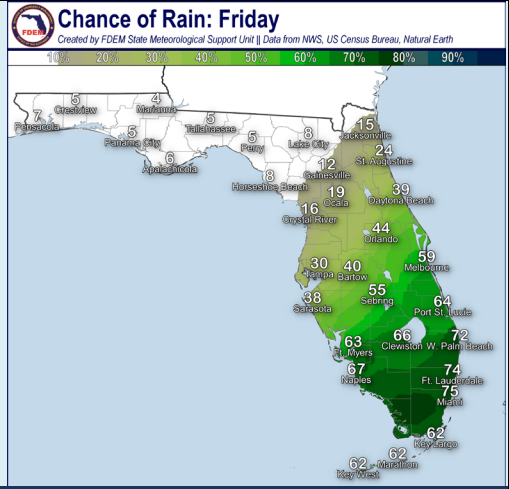 Chance of Rain: Friday
Created by FDEM State Meteorological Support Unit || Data from NWS, US Census Bureau, Natural Earth
FDEM
10% 20% 30% 40% 50% 60% 70% 80% 90%
5
Crestview
4
Marianna
7
Pensacola
5
Panama City
5
Tallahassee
6
Apalachicola
5
Perry
8
Lake City
15
Jacksonville
24
St. Augustine
12
Gainesville
8
Horseshoe Beach
19
Ocala
39
Daytona Beach
16
Crystal River
44
Orlando
59
Melbourne
30
Tampa
40
Bartow
55
Sebring
38
Sarasota
64
Port St. Lucie
63
Ft. Myers
66
Clewiston
72
W. Palm Beach
67
Naples
74
Ft. Lauderdale
75
Miami
62
Key Largo
62
Marathon
62
Key West